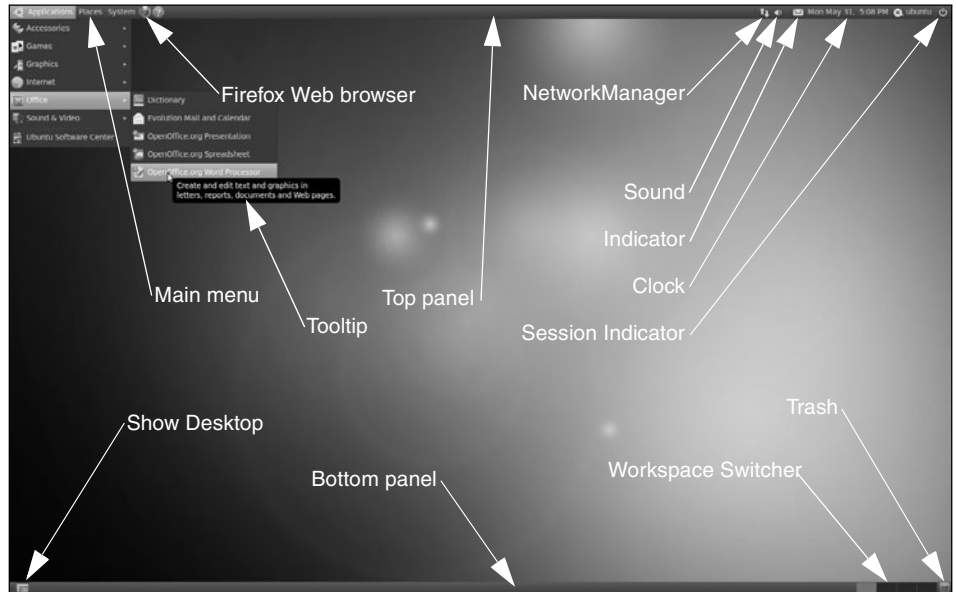 Applications Places System
Mon May 31, 5:08 PM ubuntu
Accessories
Games
Graphics
Internet
Office
Sound & Video
Ubuntu Software Center
Dictionary
Evolution Mail and Calendar
OpenOffice.org Presentation
OpenOffice.org Spreadsheet
OpenOffice.org Word Processor
Create and edit text and graphics in
letters, reports, documents and Web pages.
Firefox Web browser
NetworkManager
Sound
Indicator
Clock
Session Indicator
Main menu
Tooltip
Top panel
Show Desktop
Bottom panel
Trash
Workspace Switcher